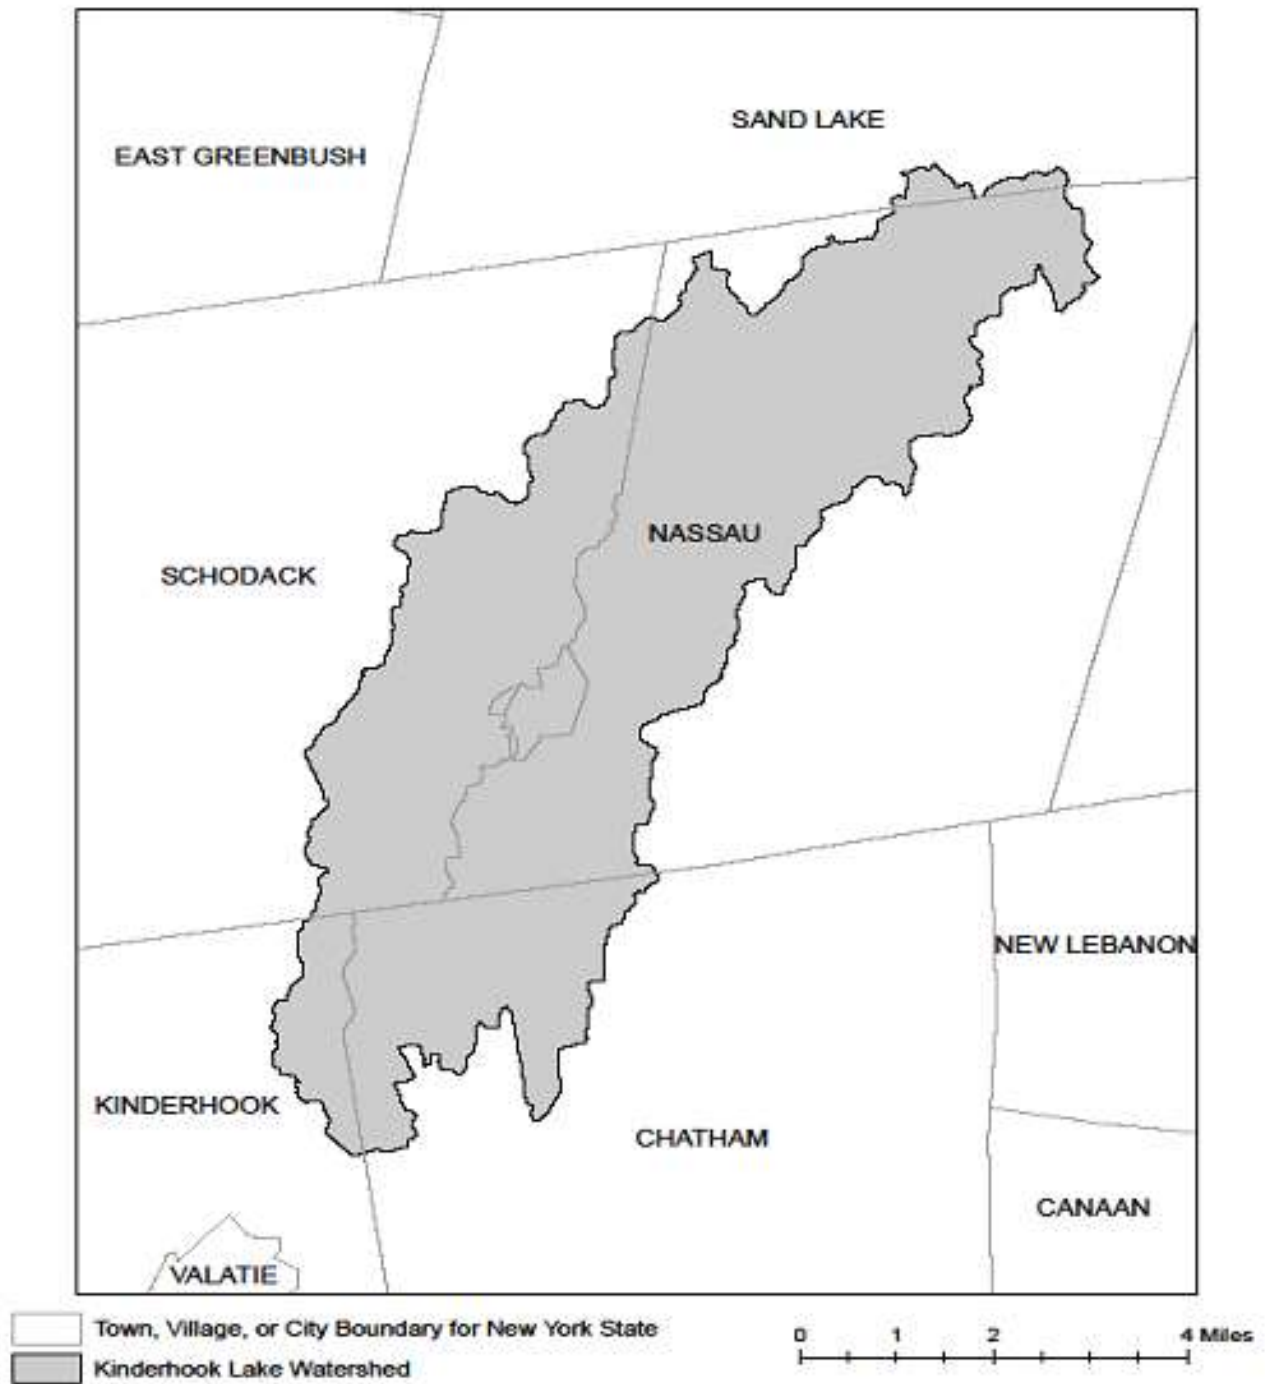 SAND LAKE
EAST GREENBUSH
NASSAU
SCHODACK
NEW LEBANON
KINDERHOOK
CHATHAM
CANAAN
VALATIE
Town, Village, or City Boundary for New York State
Kinderhook Lake Watershed
0 1 2 4 Miles